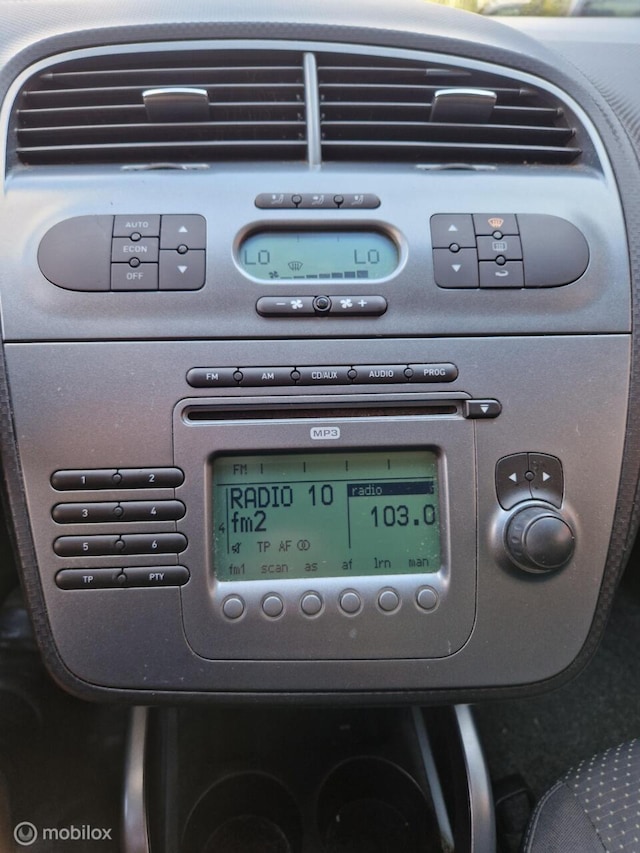 AUTO
ECON
OFF
LO LO
- +
FM AM CD/AUX AUDIO PROG
MP3
1 2
3 4
5 6
TP PTY
FM
RADIO 10 radio
4 fm2 103.0
TP AF
fm1 scan as af lrn man
mobilox